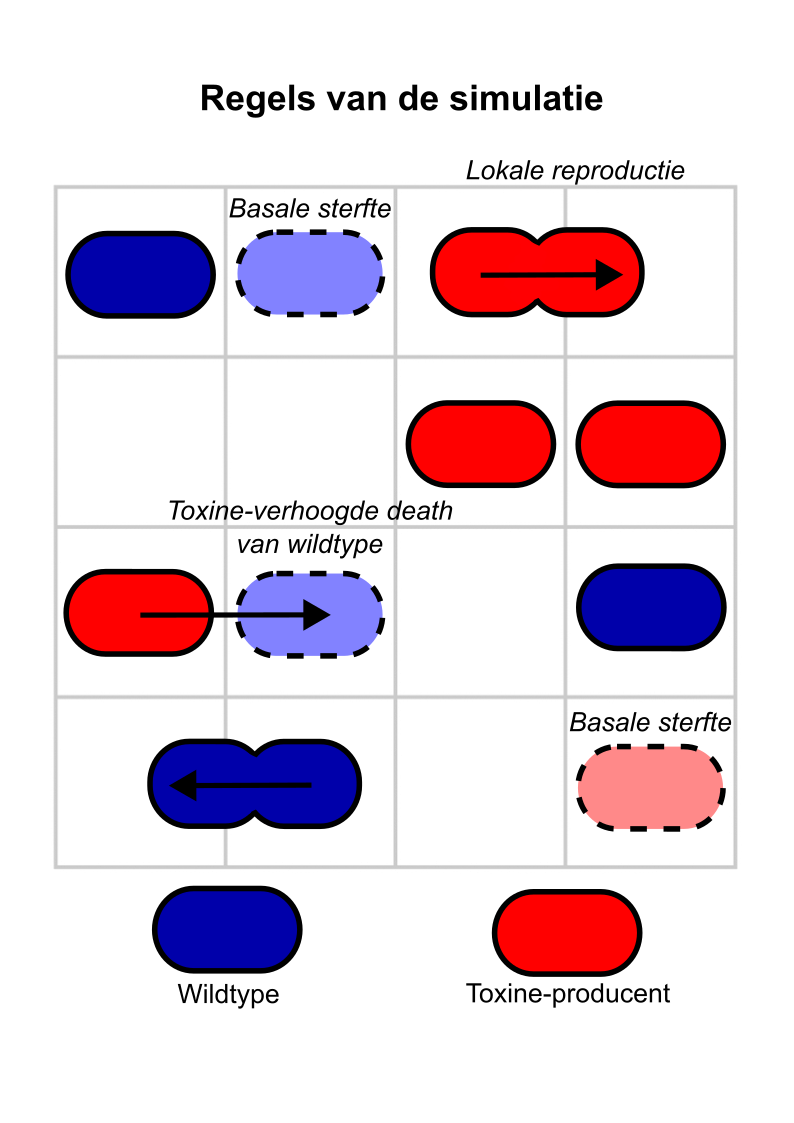 Regels van de simulatie
Lokale reproductie
Basale sterfte
Toxine-verhoogde death
van wildtype
Basale sterfte
Wildtype
Toxine-producent